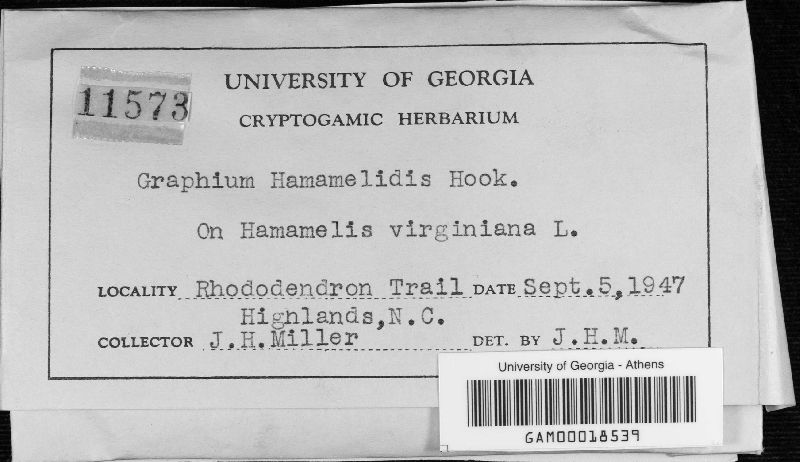 UNIVERSITY OF GEORGIA
11573
CRYPTOGAMIC HERBARIUM
Graphium Hamamelidis Hook.
On Hamamelis virginiana L.
LOCALITY Rhododendron Trail DATE Sept.5,1947
Highlands,N.C.
COLLECTOR J.H.Miller DET. BY J.H.M.
University of Georgia - Athens
GAM00018539